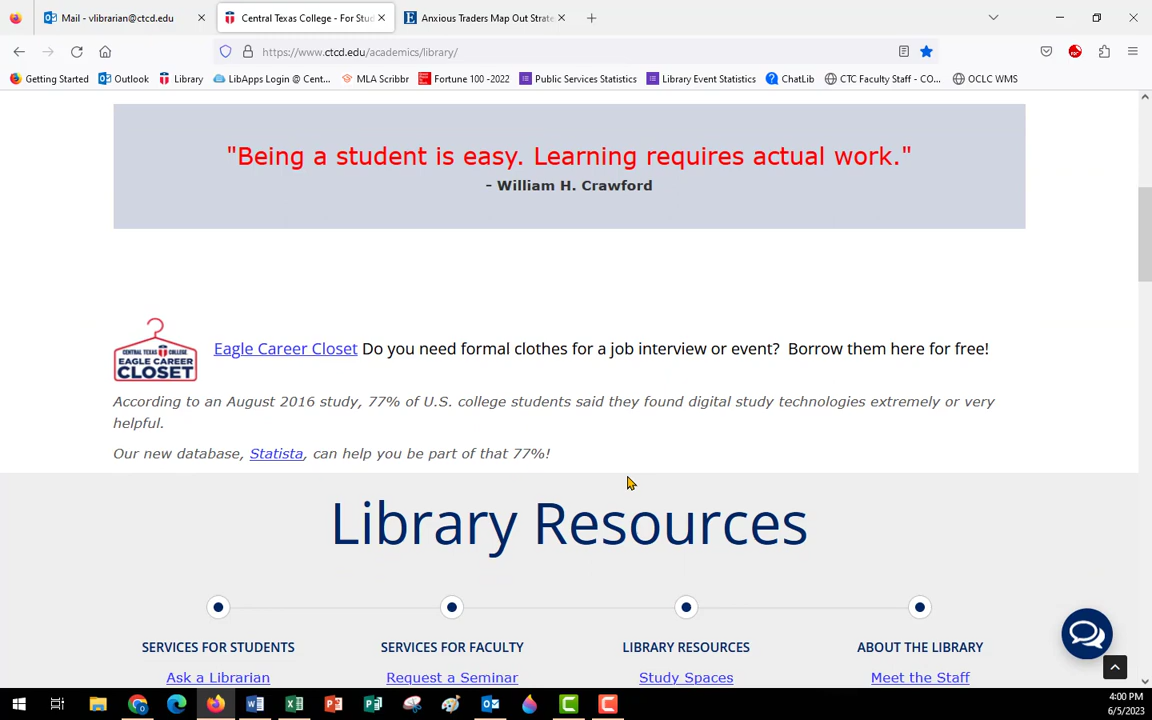 Mail - vlibrarian@ctcd.edu
Central Texas College - For Stud
Anxious Traders Map Out Strate
https://www.ctcd.edu/academics/library/
Getting Started
Outlook
Library
LibApps Login @ Cent...
MLA Scribbr
Fortune 100 -2022
Public Services Statistics
Library Event Statistics
ChatLib
CTC Faculty Staff - CO...
OCLC WMS
"Being a student is easy. Learning requires actual work."
- William H. Crawford
CENTRAL TEXAS COLLEGE
EAGLE CAREER
CLOSET
Eagle Career Closet Do you need formal clothes for a job interview or event? Borrow them here for free!
According to an August 2016 study, 77% of U.S. college students said they found digital study technologies extremely or very
helpful.
Our new database, Statista, can help you be part of that 77%!
Library Resources
SERVICES FOR STUDENTS
SERVICES FOR FACULTY
LIBRARY RESOURCES
ABOUT THE LIBRARY
Ask a Librarian
Request a Seminar
Study Spaces
Meet the Staff
4:00 PM
6/5/2023